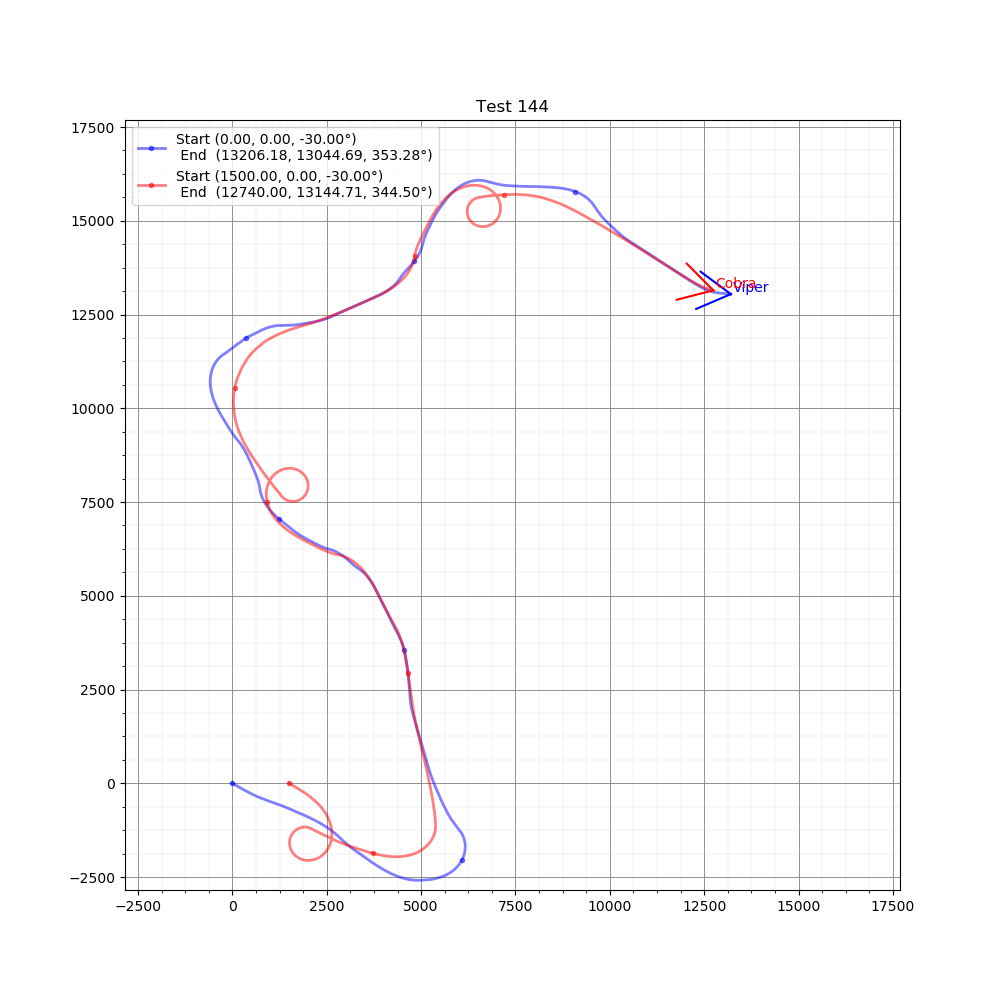 Test 144
17500
15000
12500
10000
7500
5000
2500
0
−2500
Start (0.00, 0.00, -30.00°)
End (13206.18, 13044.69, 353.28°)
Start (1500.00, 0.00, -30.00°)
End (12740.00, 13144.71, 344.50°)
Cobra
Viper
−2500 0 2500 5000 7500 10000 12500 15000 17500